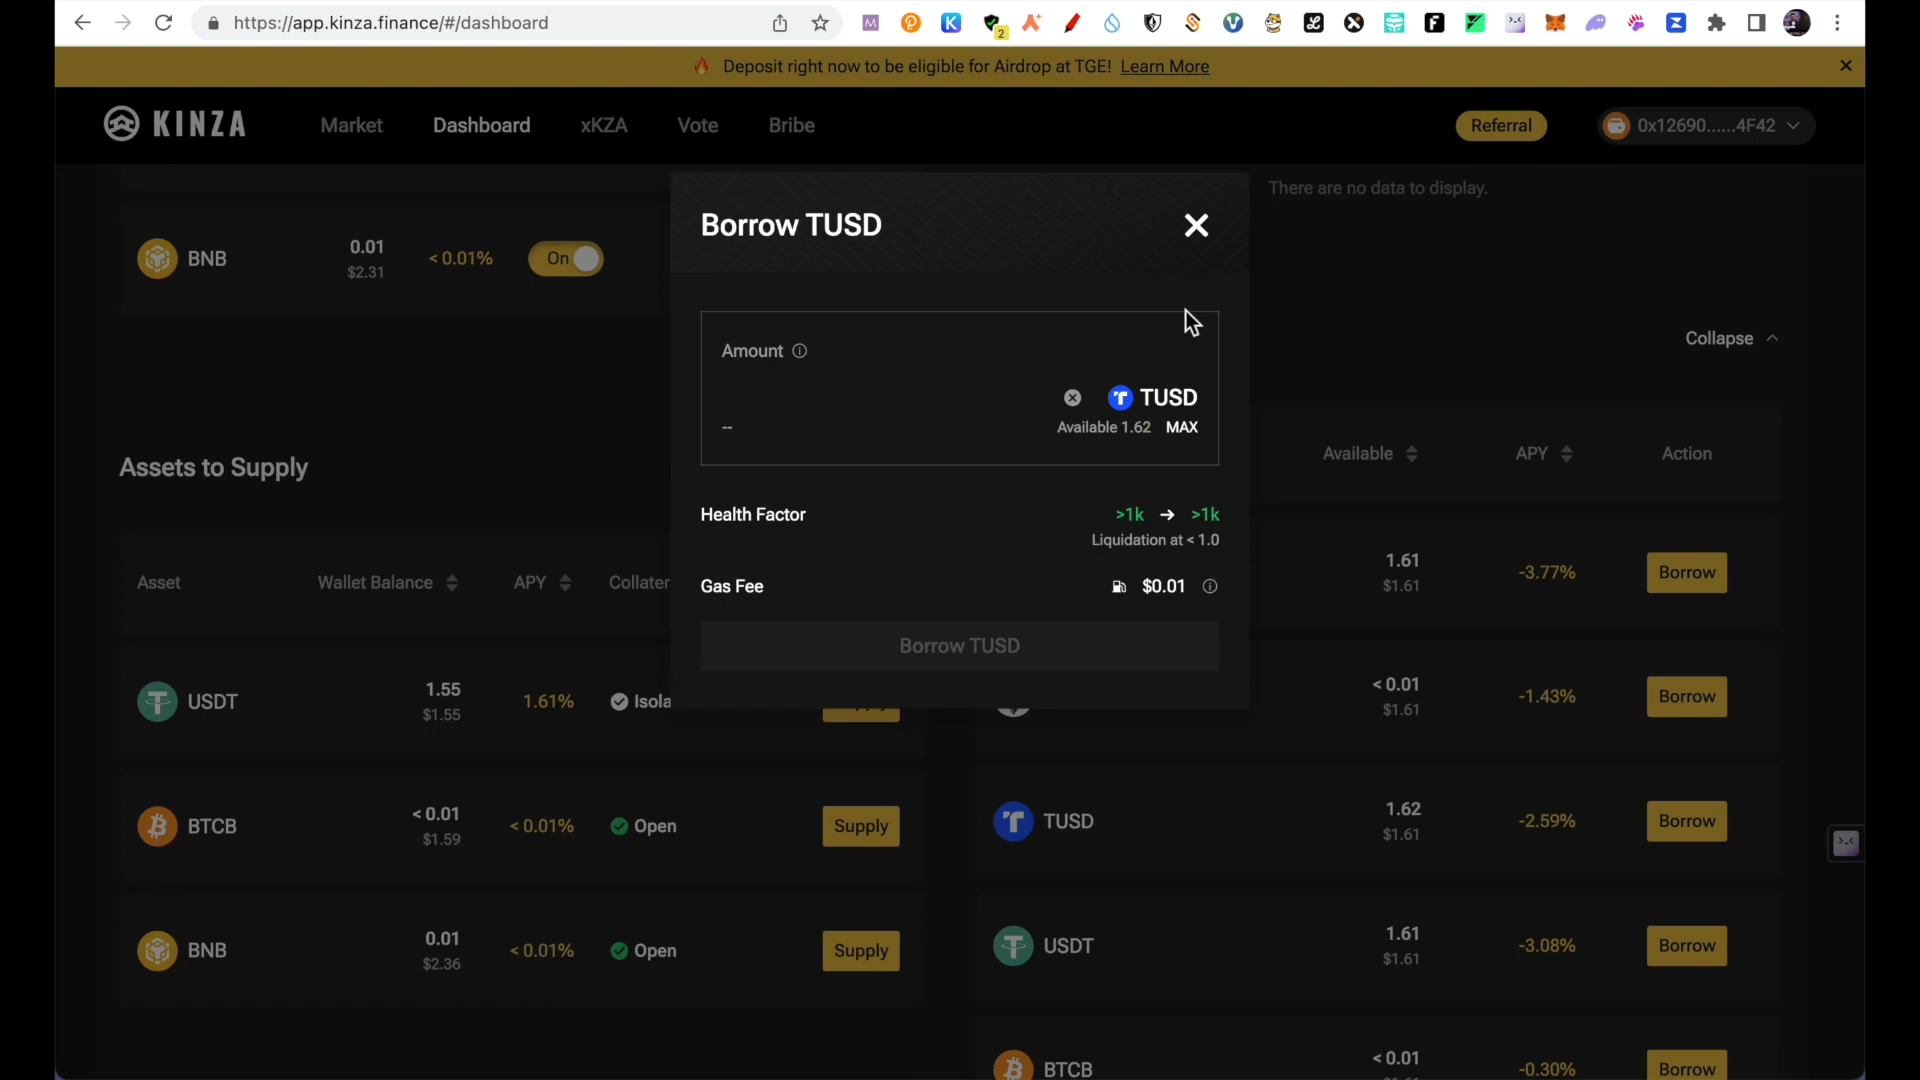 https://app.kinza.finance/#/dashboard
2
Deposit right now to be eligible for Airdrop at TGE! Learn More
KINZA
Market
Dashboard
xKZA
Vote
Bribe
Referral
0x12690......4F42
There are no data to display.
BNB
0.01
$2.31
< 0.01%
On
Borrow TUSD
Amount
TUSD
--
Available 1.62 MAX
Health Factor
>1k → >1k
Liquidation at < 1.0
Gas Fee
$0.01
Borrow TUSD
Collapse
Assets to Supply
Asset
Wallet Balance
APY
Collater
USDT
1.55
$1.55
1.61%
Isola
BTCB
< 0.01
$1.59
< 0.01%
Open
Supply
BNB
0.01
$2.36
< 0.01%
Open
Supply
Available
APY
Action
1.61
$1.61
-3.77%
Borrow
< 0.01
$1.61
-1.43%
Borrow
TUSD
1.62
$1.61
-2.59%
Borrow
USDT
1.61
$1.61
-3.08%
Borrow
BTCB
< 0.01
-0.30%
Borrow